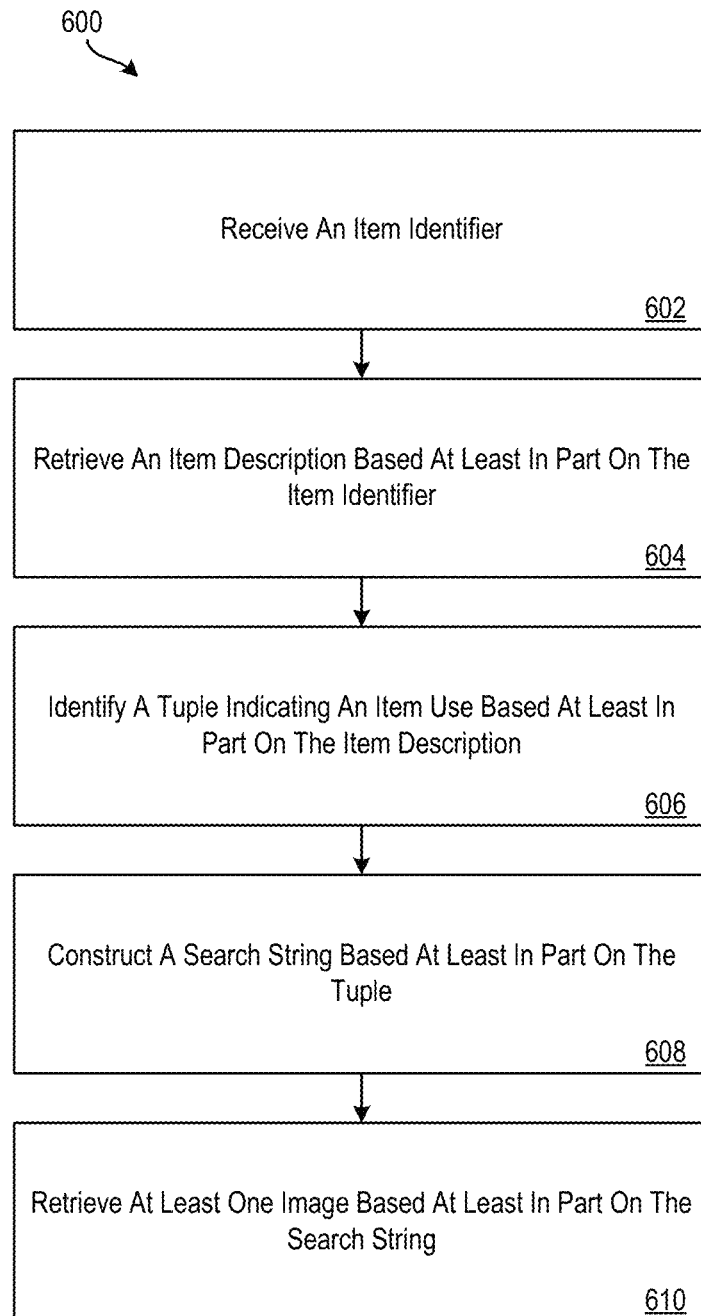 600
Receive An Item Identifier
602
Retrieve An Item Description Based At Least In Part On The
Item Identifier
604
Identify A Tuple Indicating An Item Use Based At Least In
Part On The Item Description
606
Construct A Search String Based At Least In Part On The
Tuple
608
Retrieve At Least One Image Based At Least In Part On The
Search String
610